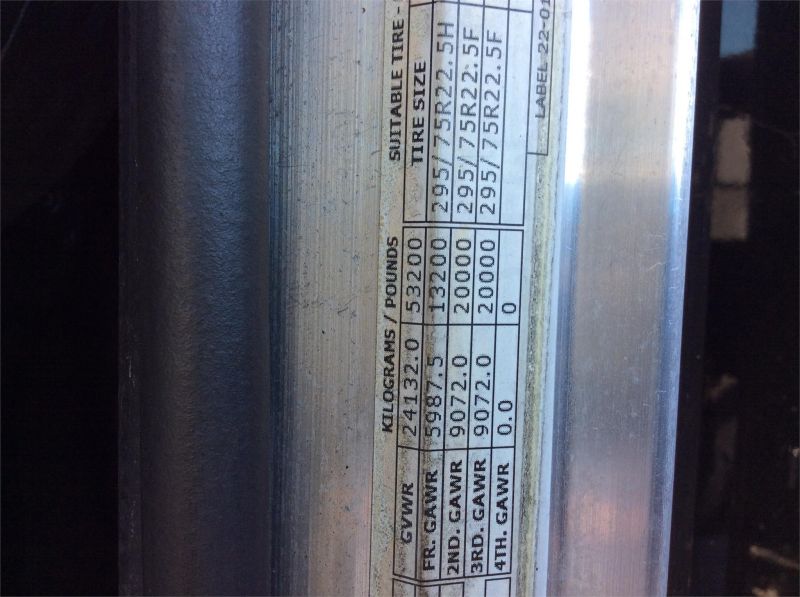 KILOGRAMS / POUNDS SUITABLE TIRE -
GVWR 24132.0 53200 TIRE SIZE
FR. GAWR 5987.5 13200 295/75R22.5H
2ND. GAWR 9072.0 20000 295/75R22.5F
3RD. GAWR 9072.0 20000 295/75R22.5F
4TH. GAWR 0.0 0
LABEL-22-01